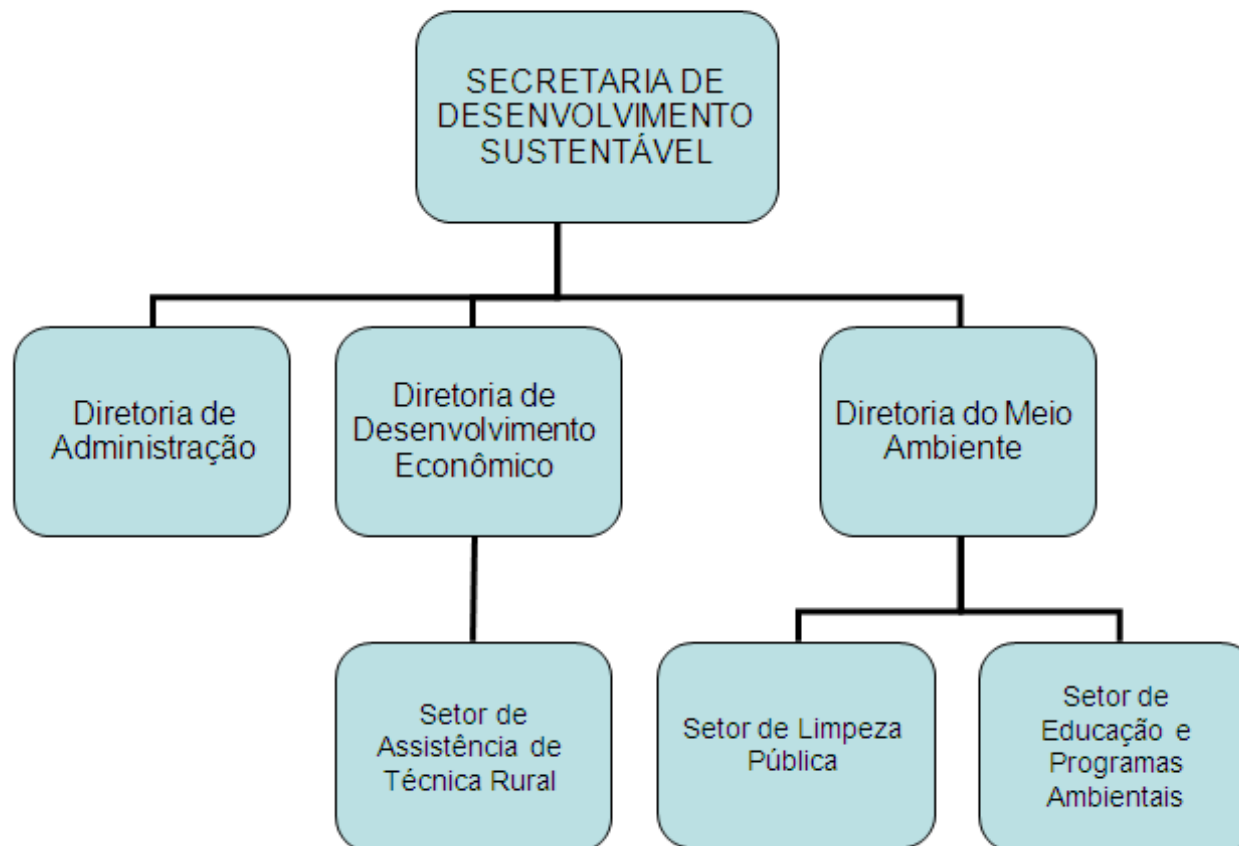 SECRETARIA DE
DESENVOLVIMENTO
SUSTENTÁVEL
Diretoria de
Administração
Diretoria de
Desenvolvimento
Econômico
Diretoria do Meio
Ambiente
Setor de
Assistência de
Técnica Rural
Setor de Limpeza
Pública
Setor de
Educação e
Programas
Ambientais